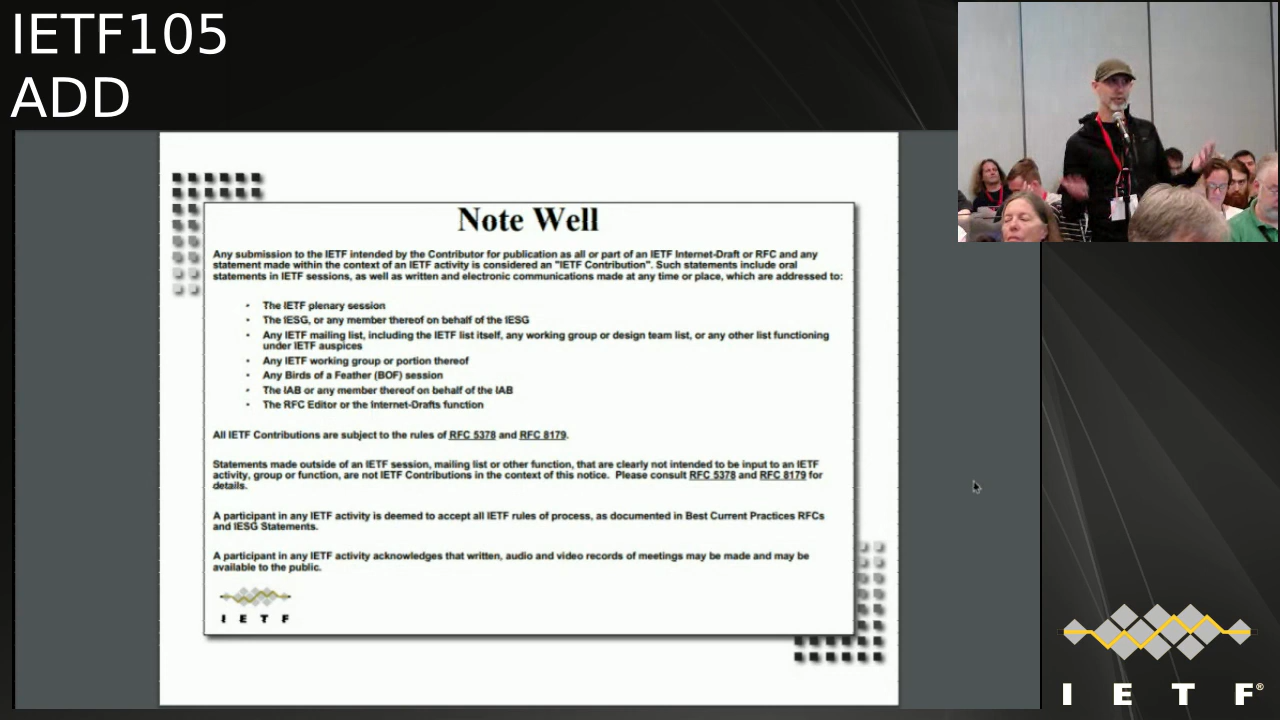 IETF105
ADD
Note Well
Any submission to the IETF intended by the Contributor for publication as all or part of an IETF Internet-Draft or RFC and any
statement made within the context of an IETF activity is considered an "IETF Contribution". Such statements include oral
statements in IETF sessions, as well as written and electronic communications made at any time or place, which are addressed to:
• The IETF plenary session
• The IESG, or any member thereof on behalf of the IESG
• Any IETF mailing list, including the IETF list itself, any working group or design team list, or any other list functioning
under IETF auspices
• Any IETF working group or portion thereof
• Any Birds of a Feather (BOF) session
• The IAB or any member thereof on behalf of the IAB
• The RFC Editor or the Internet-Drafts function
All IETF Contributions are subject to the rules of RFC 5378 and RFC 8179.
Statements made outside of an IETF session, mailing list or other function, that are clearly not intended to be input to an IETF
activity, group or function, are not IETF Contributions in the context of this notice. Please consult RFC 5378 and RFC 8179 for
details.
A participant in any IETF activity is deemed to accept all IETF rules of process, as documented in Best Current Practices RFCs
and IESG Statements.
A participant in any IETF activity acknowledges that written, audio and video records of meetings may be made and may be
available to the public.
I E T F
I E T F®